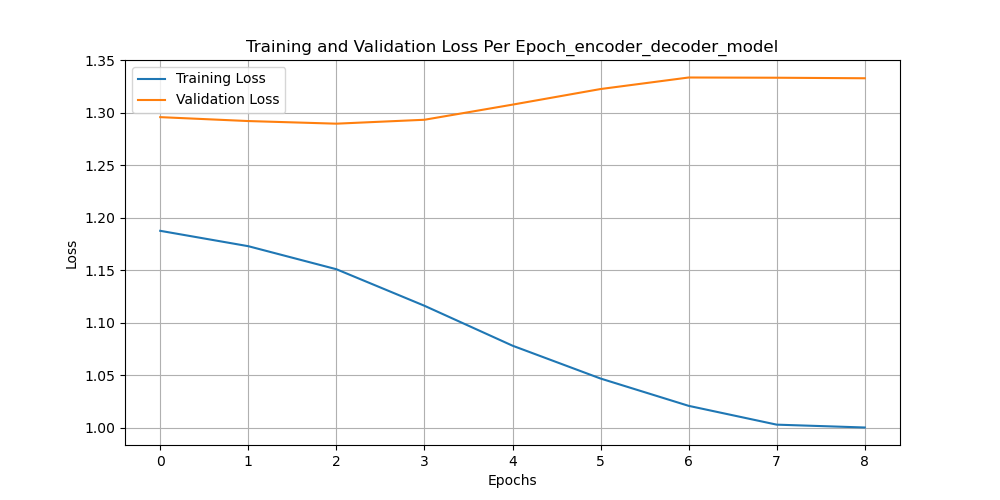 Training and Validation Loss Per Epoch_encoder_decoder_model
Training Loss
Validation Loss
1.35
1.30
1.25
1.20
1.15
1.10
1.05
1.00
Loss
0 1 2 3 4 5 6 7 8
Epochs